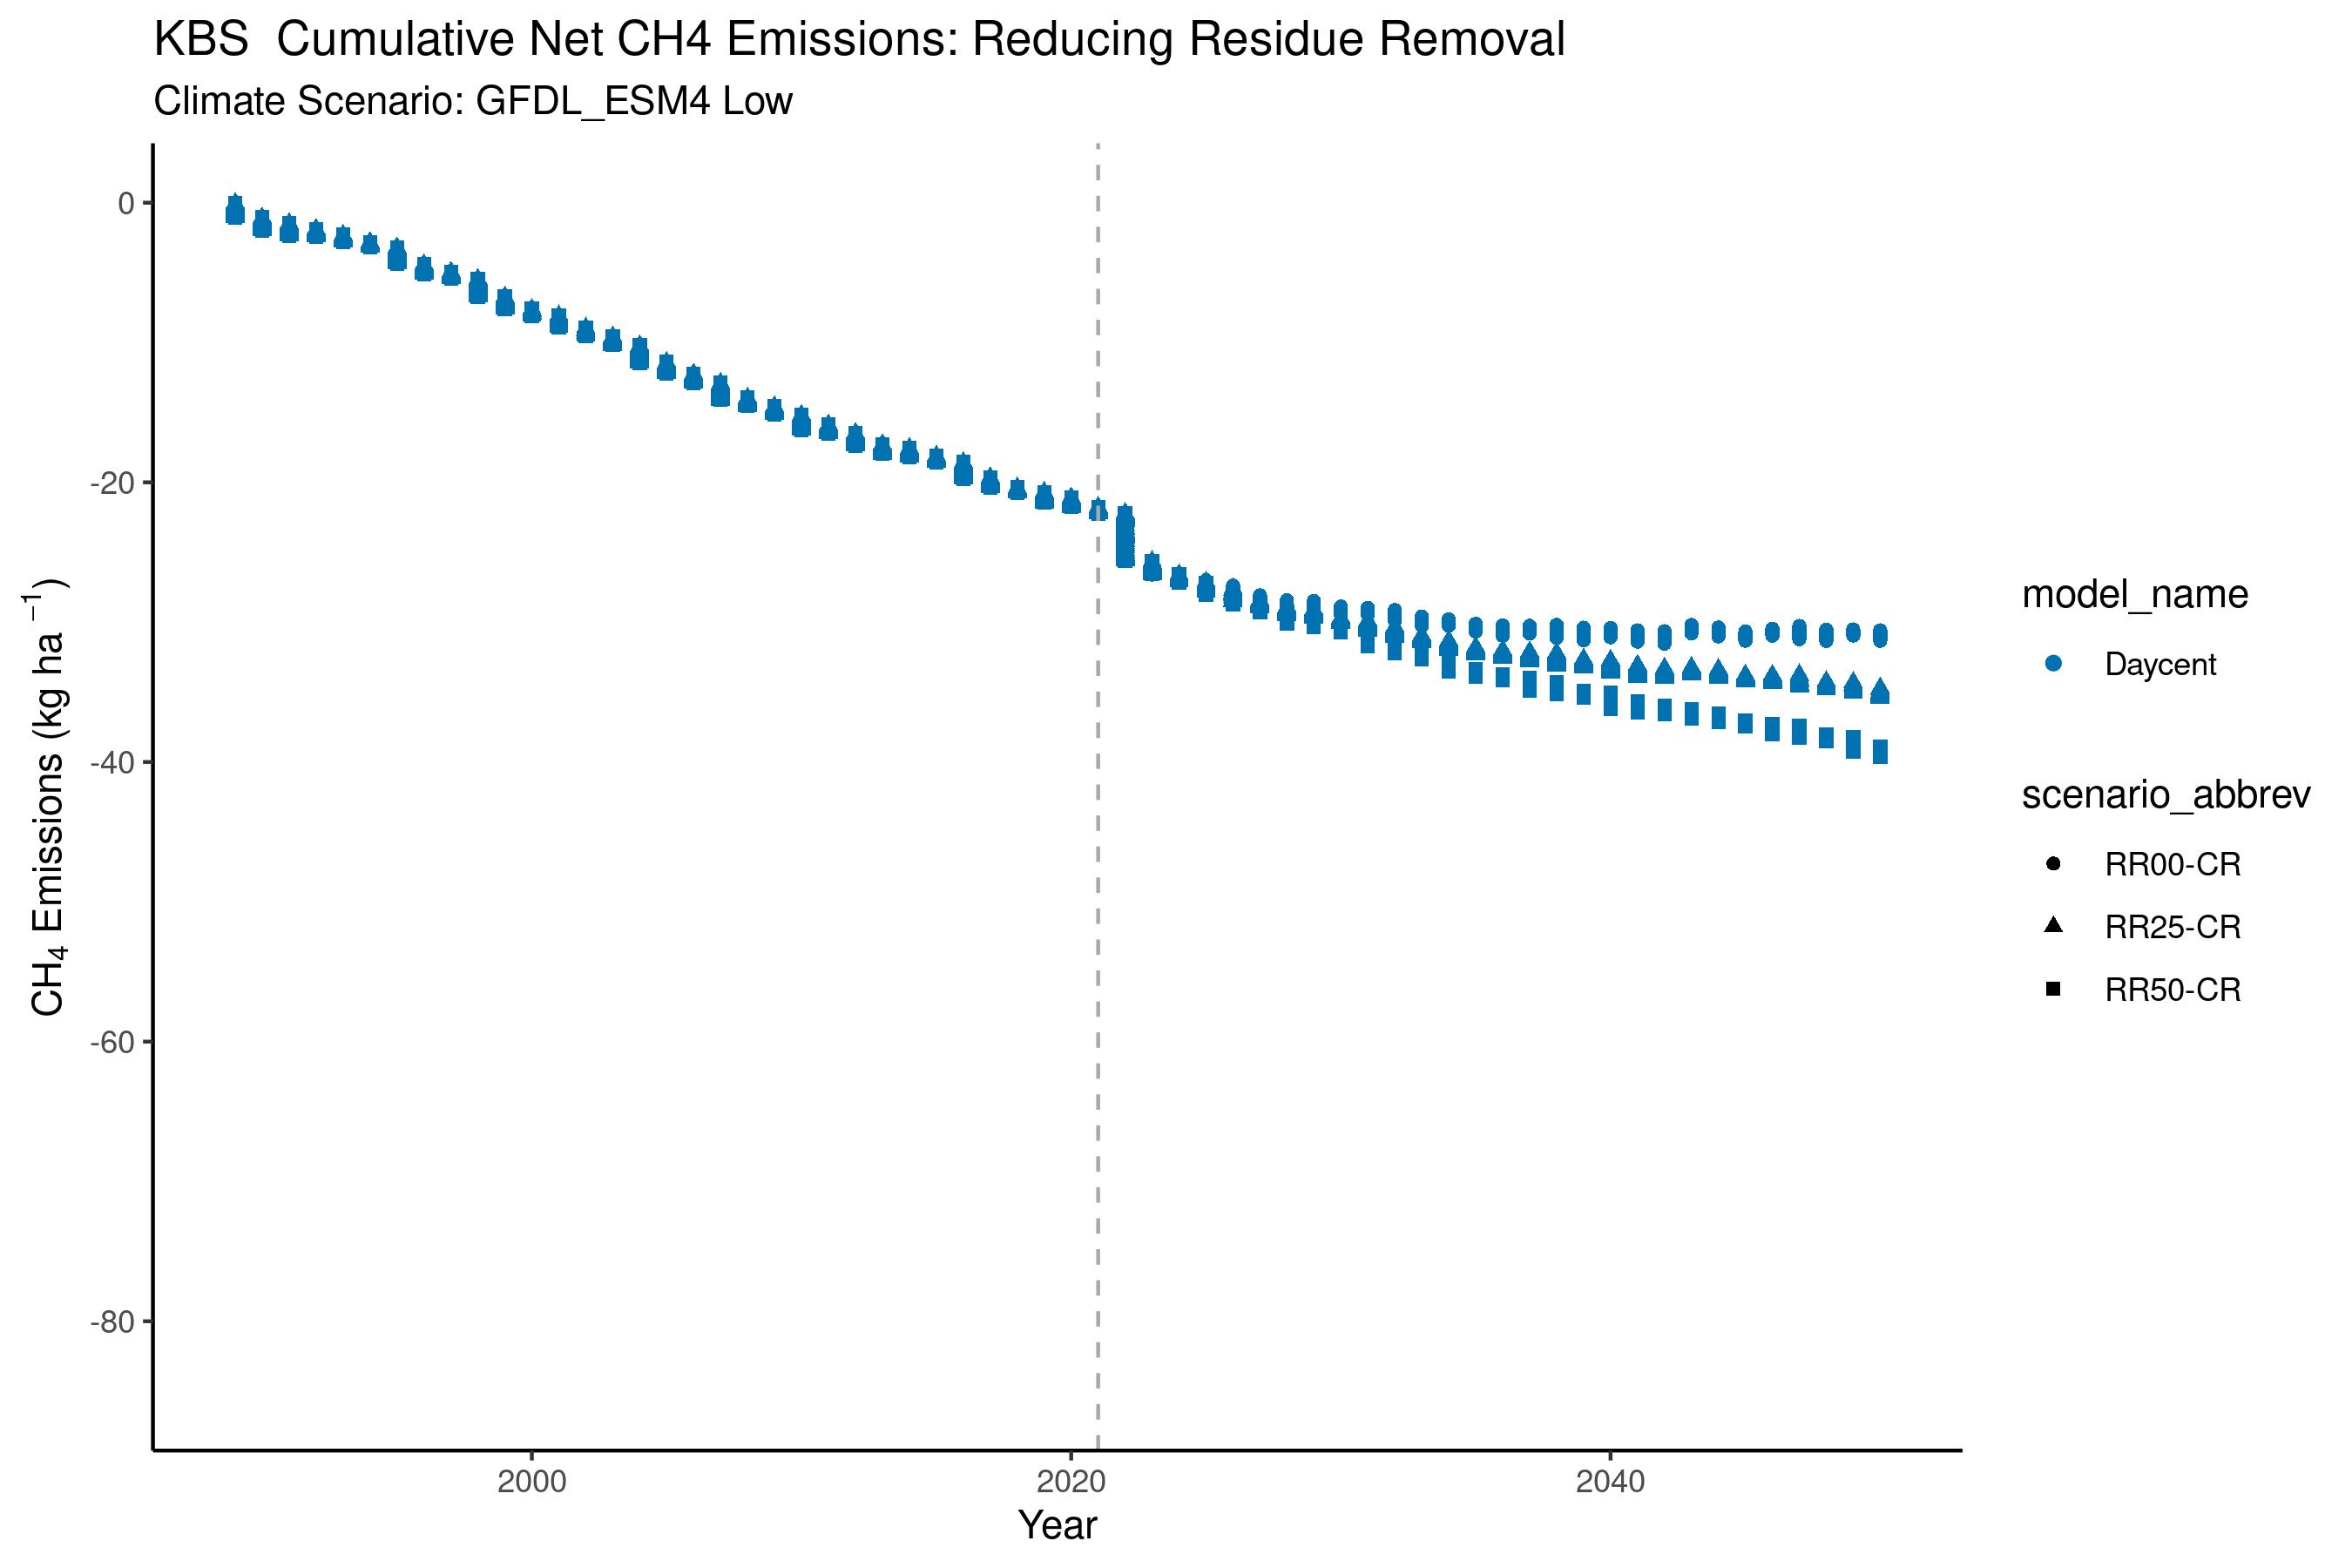 KBS  Cumulative Net CH4 Emissions: Reducing Residue Removal
Climate Scenario: GFDL_ESM4 Low
CH₄ Emissions (kg ha ⁻¹)
0
-20
-40
-60
-80
2000
2020
2040
Year
model_name
Daycent
scenario_abbrev
RR00-CR
RR25-CR
RR50-CR